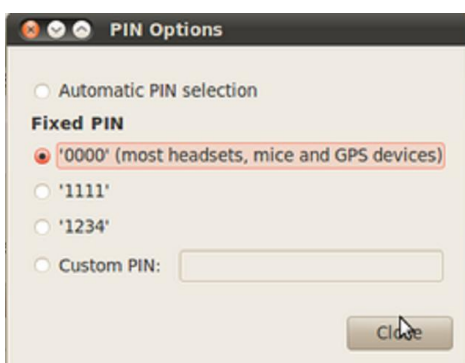 PIN Options
Automatic PIN selection
Fixed PIN
'0000' (most headsets, mice and GPS devices)
'1111'
'1234'
Custom PIN:
Close